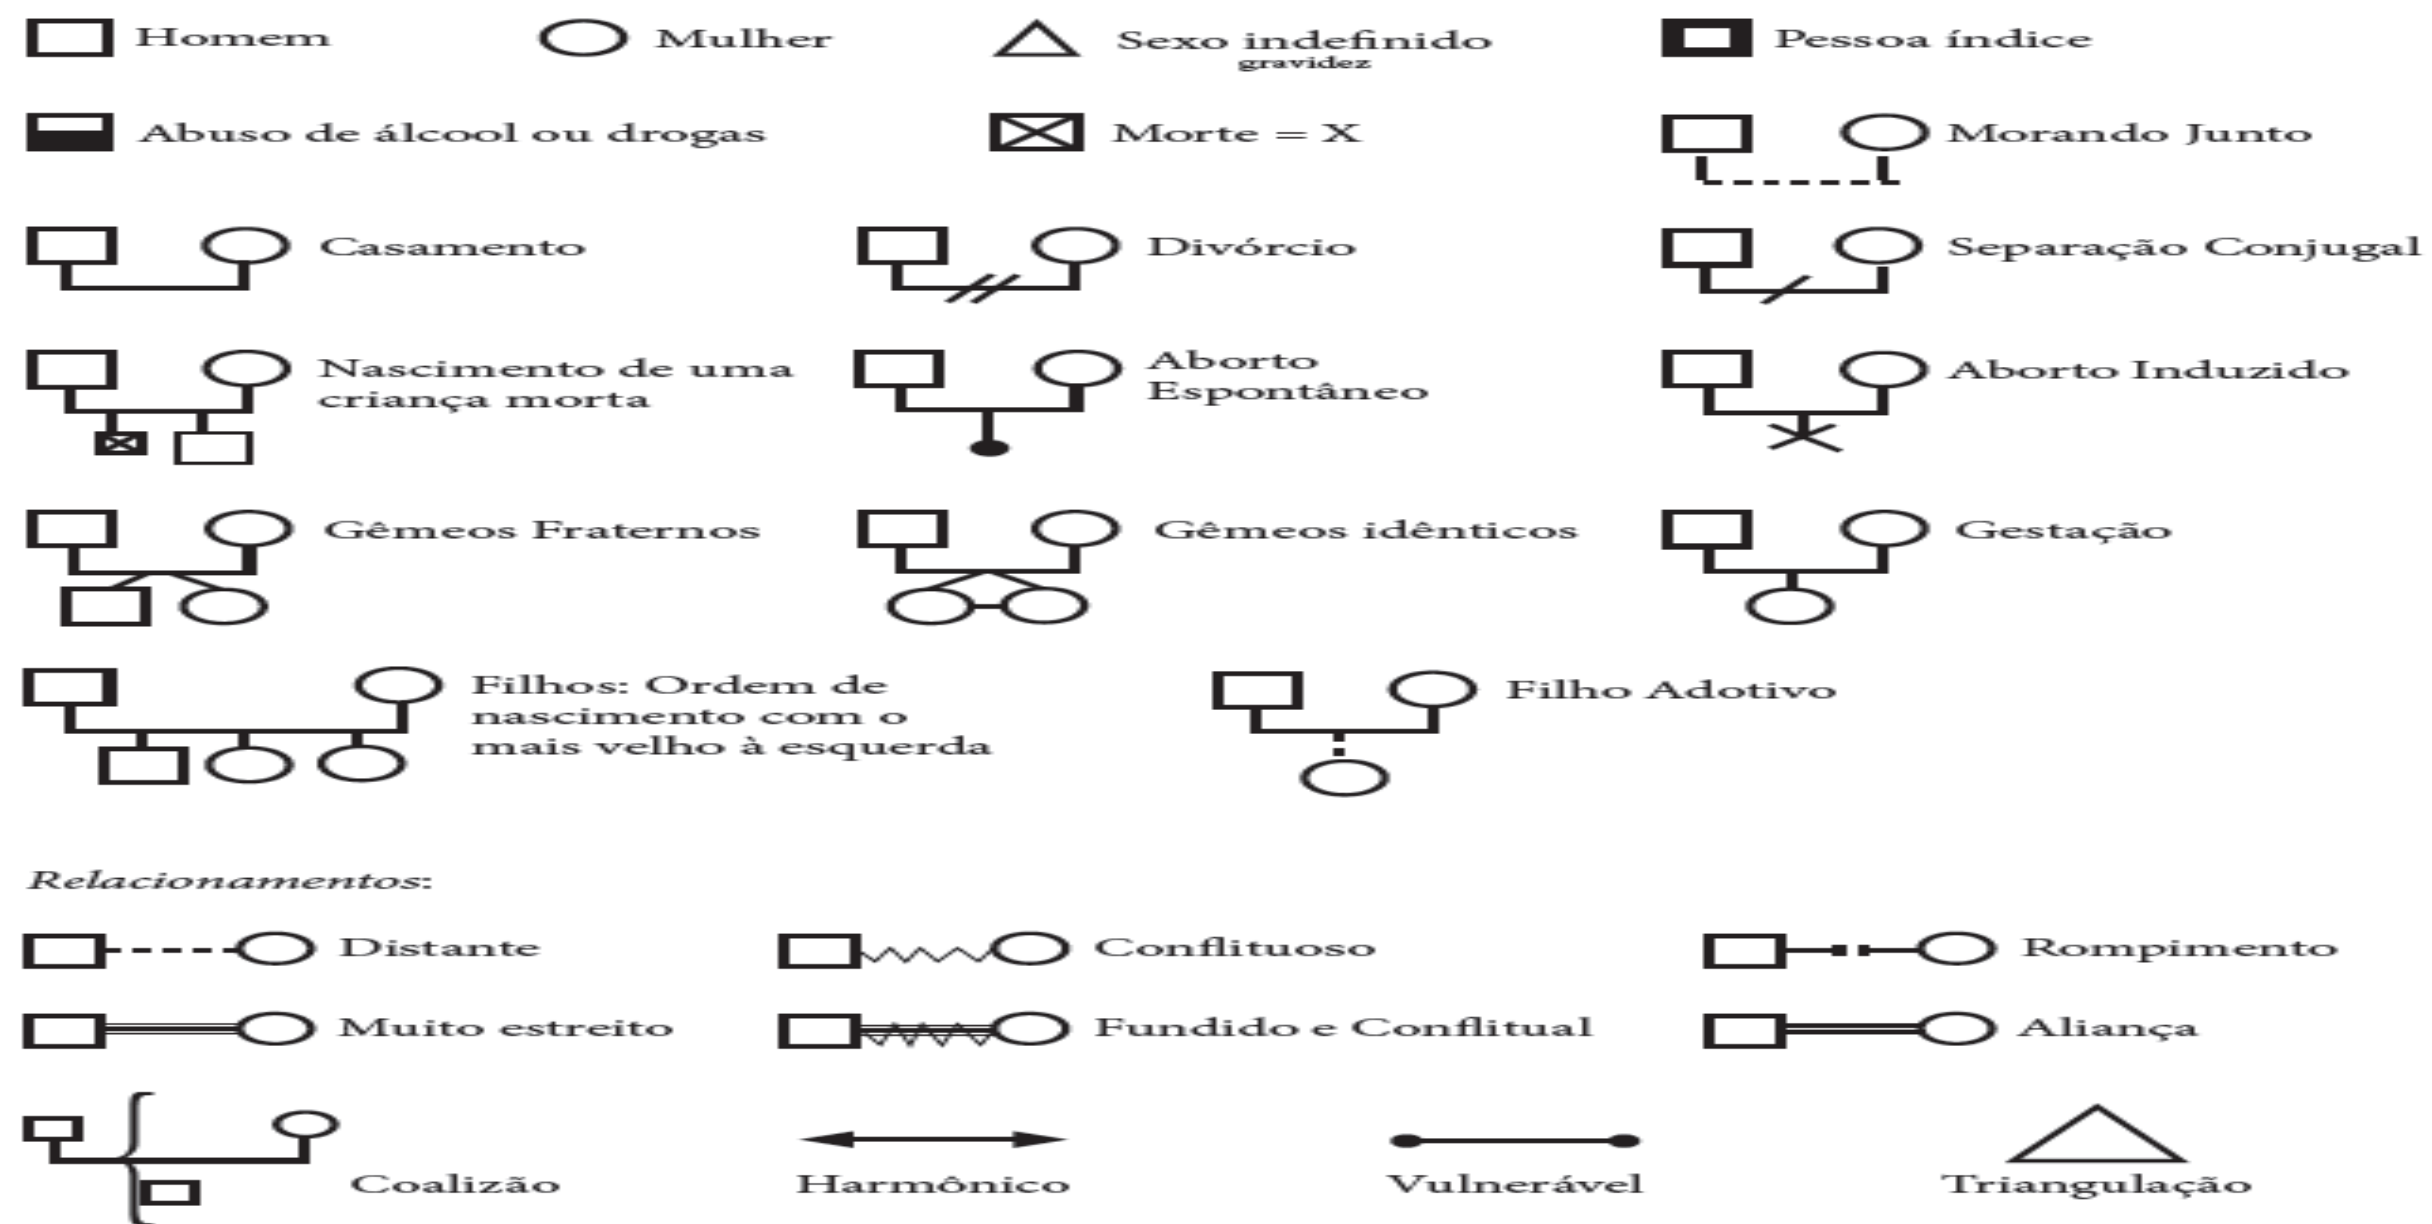 Homem
Mulher
Sexo indefinido
gravidez
Pessoa índice
Abuso de álcool ou drogas
Morte = X
Morando Junto
Casamento
Divórcio
Separação Conjugal
Nascimento de uma
criança morta
Aborto
Espontâneo
Aborto Induzido
Gêmeos Fraternos
Gêmeos idênticos
Gestação
Filhos: Ordem de
nascimento com o
mais velho à esquerda
Filho Adotivo
Relacionamentos:
Distante
Conflituoso
Rompimento
Muito estreito
Fundido e Conflitual
Aliança
Coalizão
Harmônico
Vulnerável
Triangulação